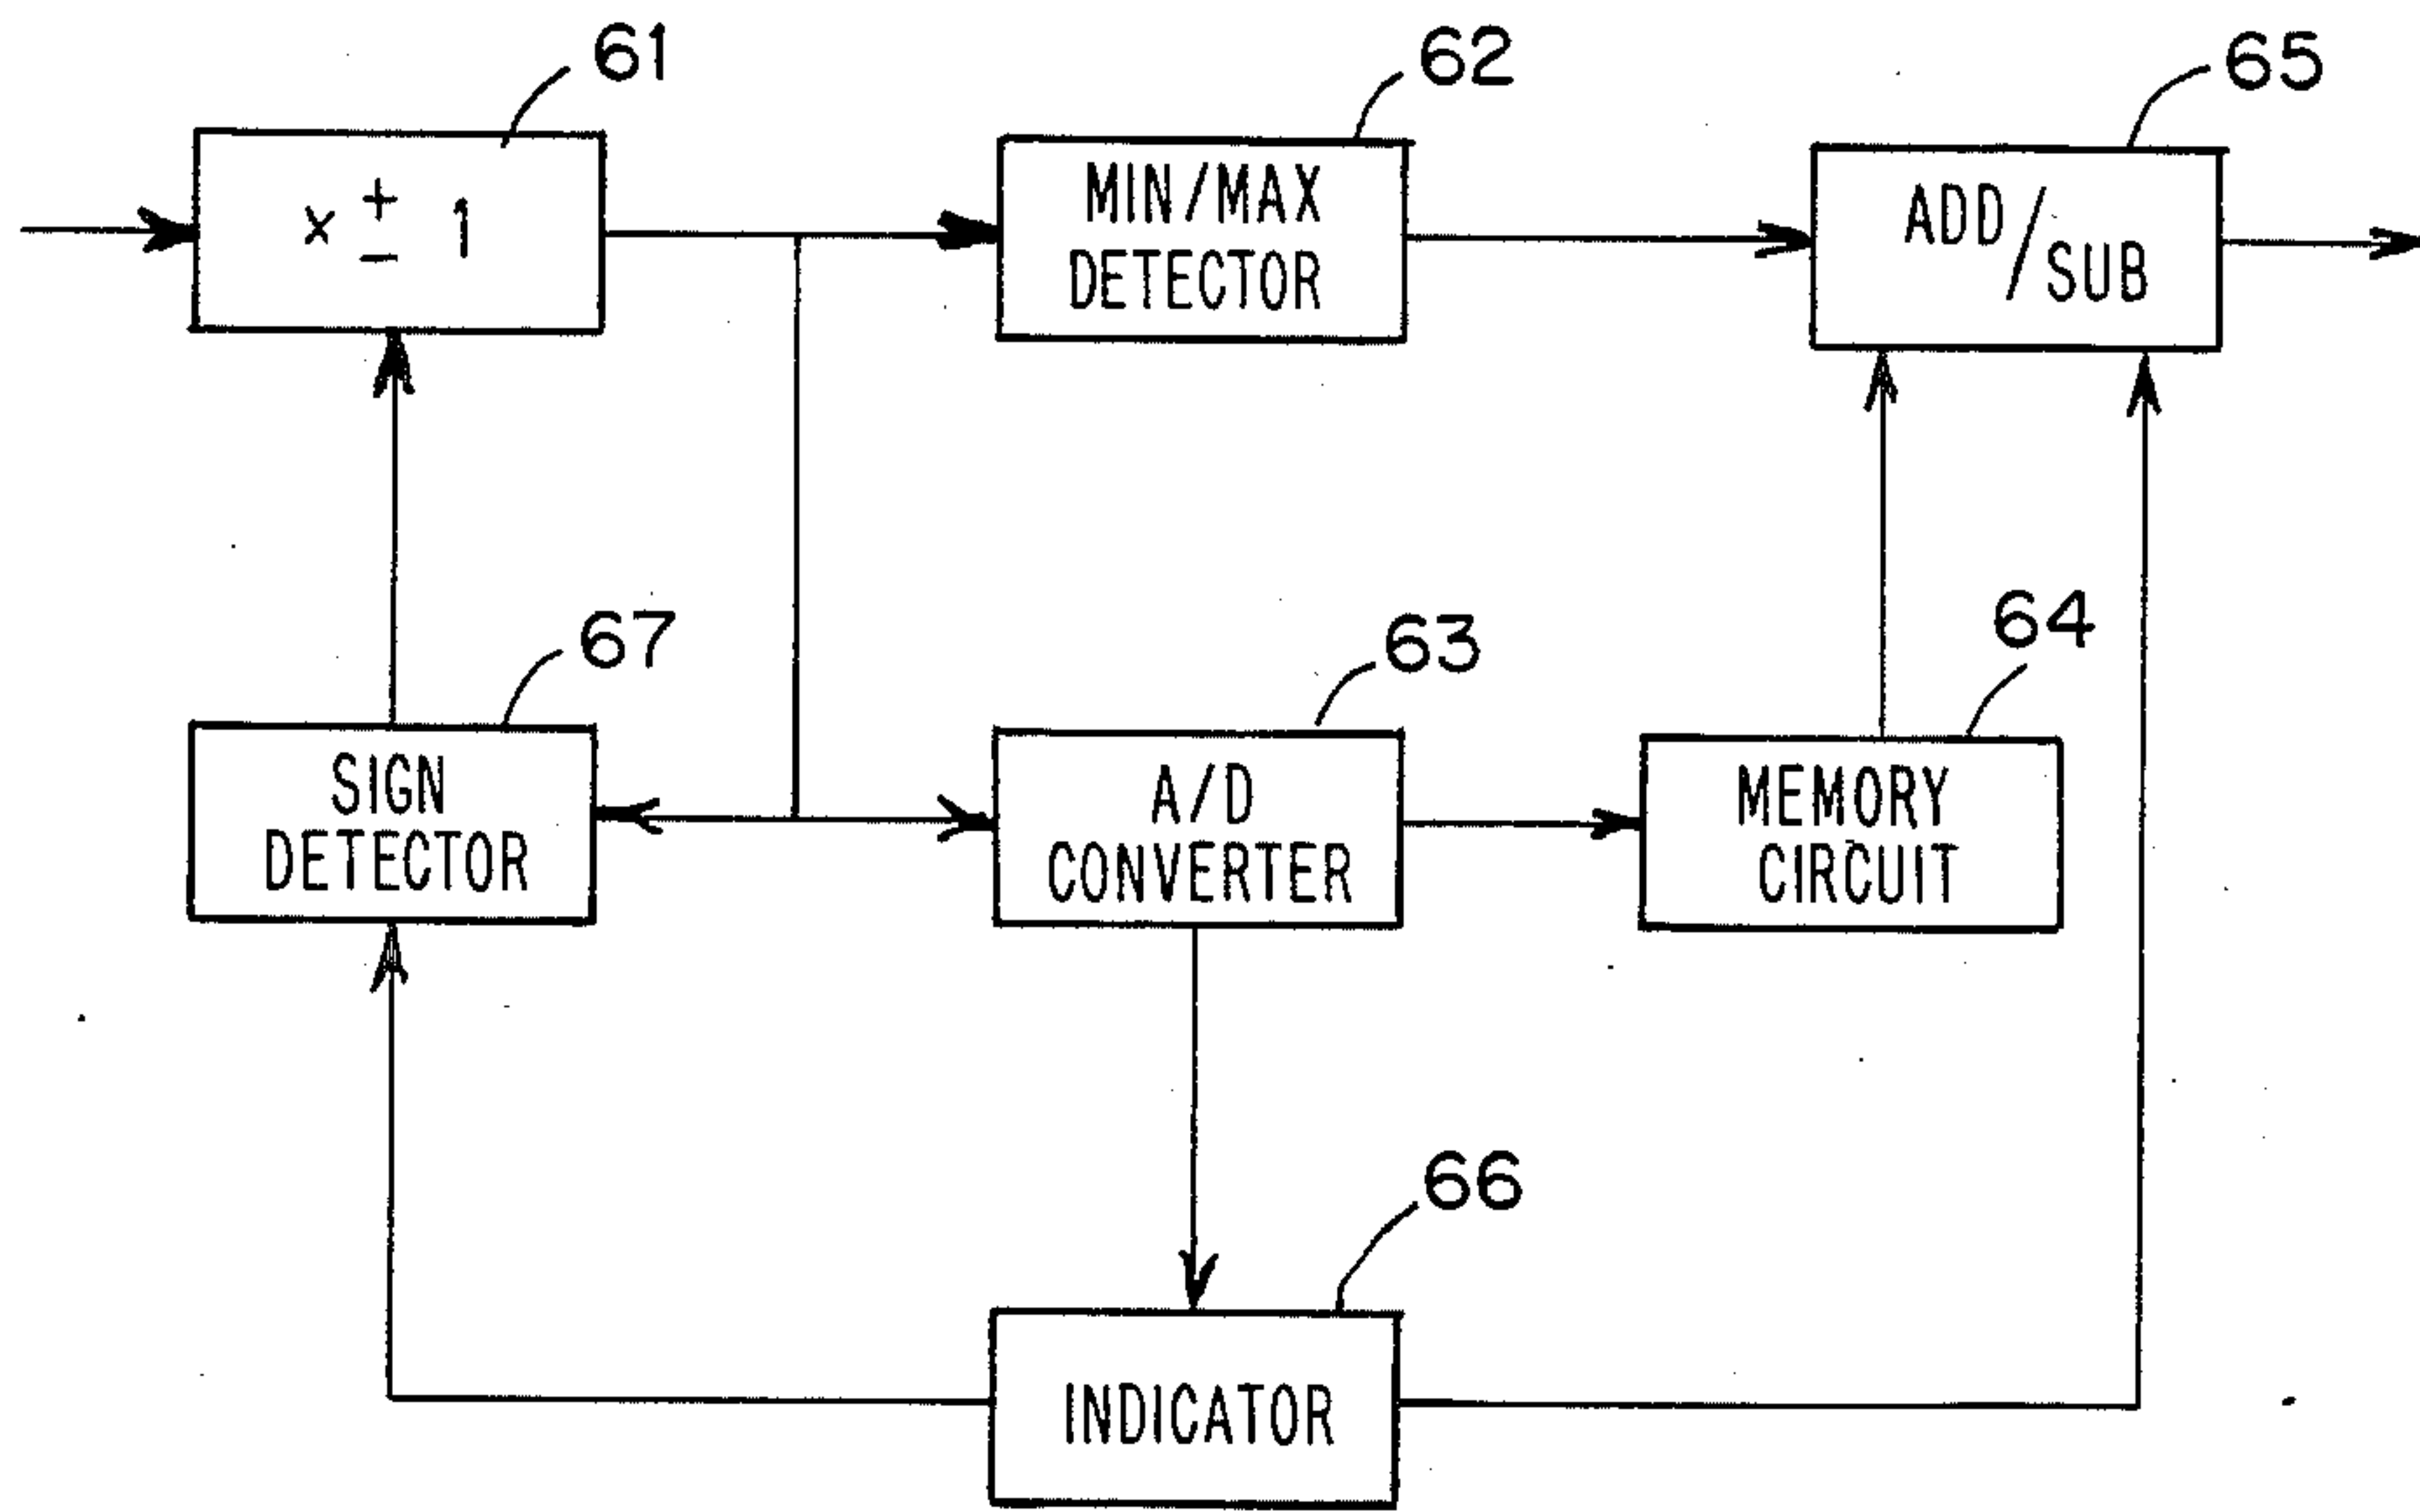 61
62
65
× ± 1
MIN/MAX
DETECTOR
ADD/SUB
67
63
64
SIGN
DETECTOR
A/D
CONVERTER
MEMORY
CIRCUIT
66
INDICATOR